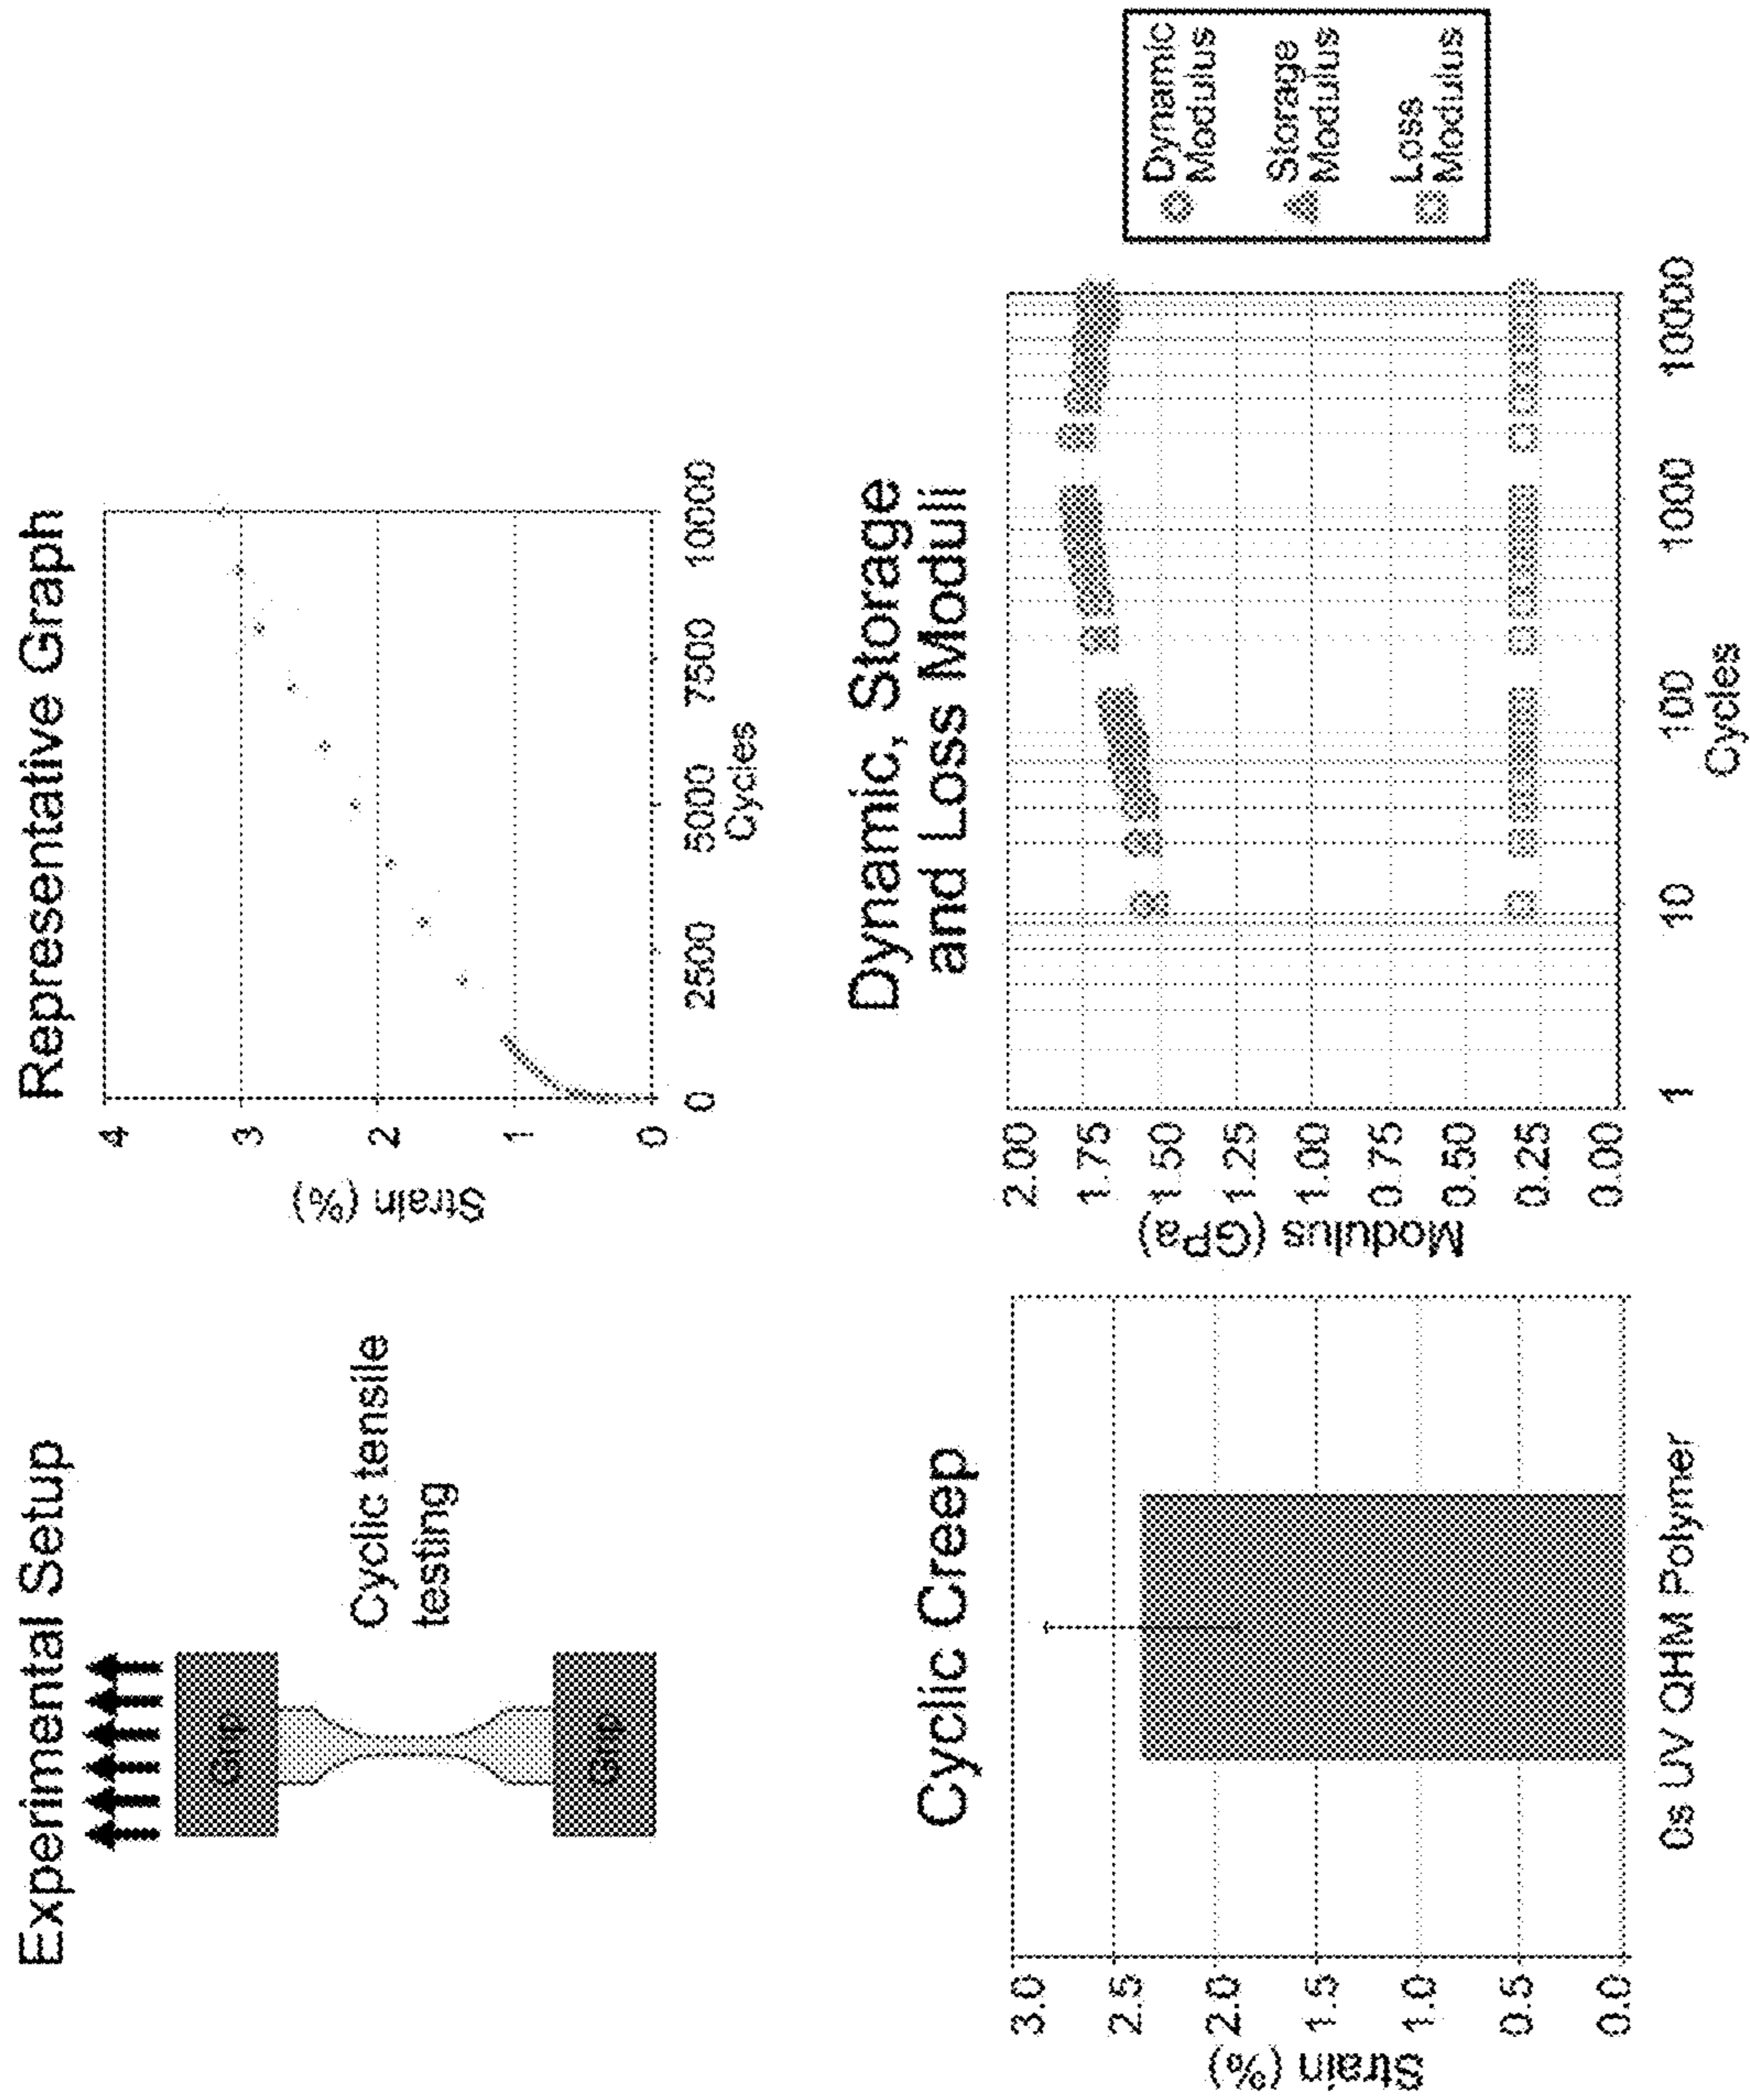 Experimental Setup
Grip
Cyclic tensile
testing
Grip
Representative Graph
Strain (%)
4
3
2
1
0
0
2500
5000
7500
10000
Cycles
Cyclic Creep
Strain (%)
3.0
2.5
2.0
1.5
1.0
0.5
0.0
0s UV QHM Polymer
Dynamic, Storage
and Loss Moduli
Modulus (GPa)
2.00
1.75
1.50
1.25
1.00
0.75
0.50
0.25
0.00
1
10
100
1000
10000
Cycles
Dynamic
Modulus
Storage
Modulus
Loss
Modulus